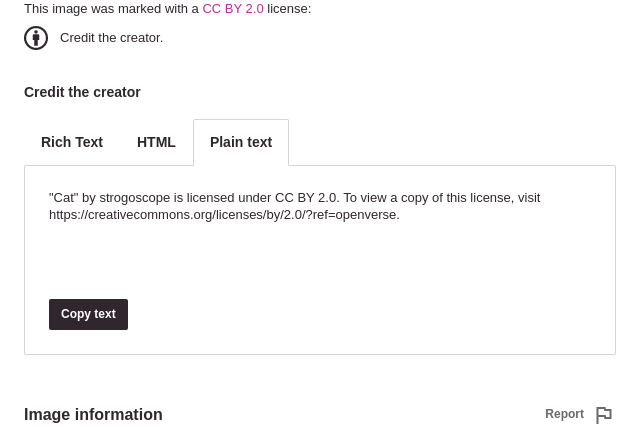 This image was marked with a CC BY 2.0 license:
Credit the creator.
Credit the creator
Rich Text HTML Plain text
"Cat" by strogoscope is licensed under CC BY 2.0. To view a copy of this license, visit
https://creativecommons.org/licenses/by/2.0/?ref=openverse.
Copy text
Image information Report